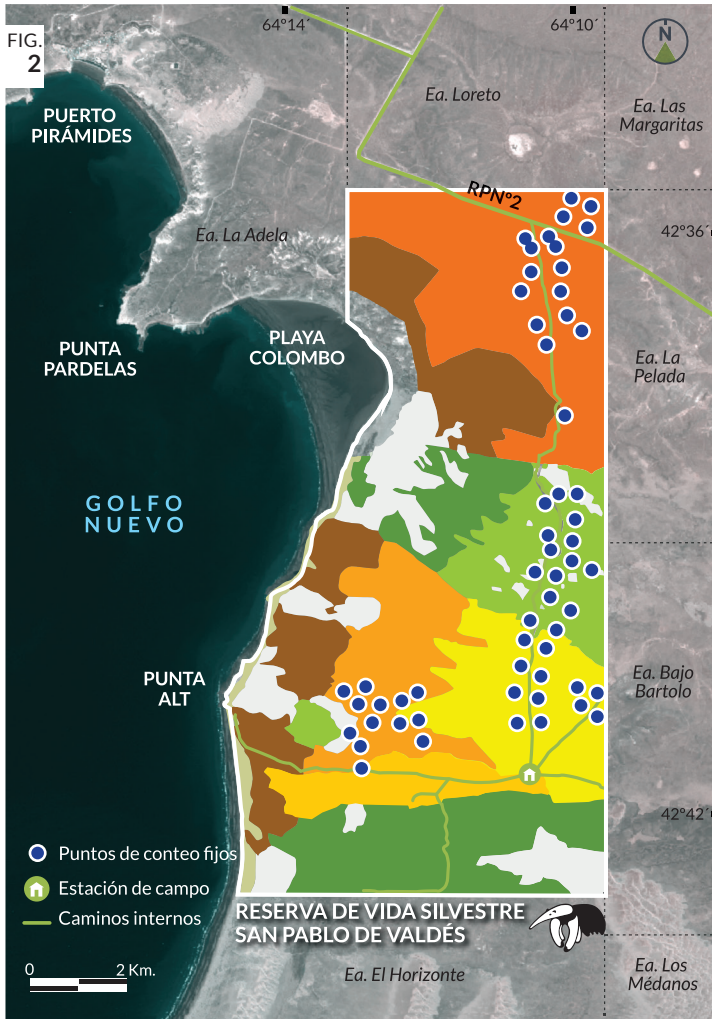 FIG.
2
64°14´
64°10´
N
Ea. Loreto
Ea. Las
Margaritas
PUERTO
PIRÁMIDES
RPNº2
Ea. La Adela
42°36´
PUNTA
PARDELAS
PLAYA
COLOMBO
Ea. La
Pelada
GOLFO
NUEVO
PUNTA
ALT
Ea. Bajo
Bartolo
42°42´
Puntos de conteo fijos
Estación de campo
Caminos internos
RESERVA DE VIDA SILVESTRE
SAN PABLO DE VALDÉS
0 2 Km.
Ea. El Horizonte
Ea. Los
Médanos